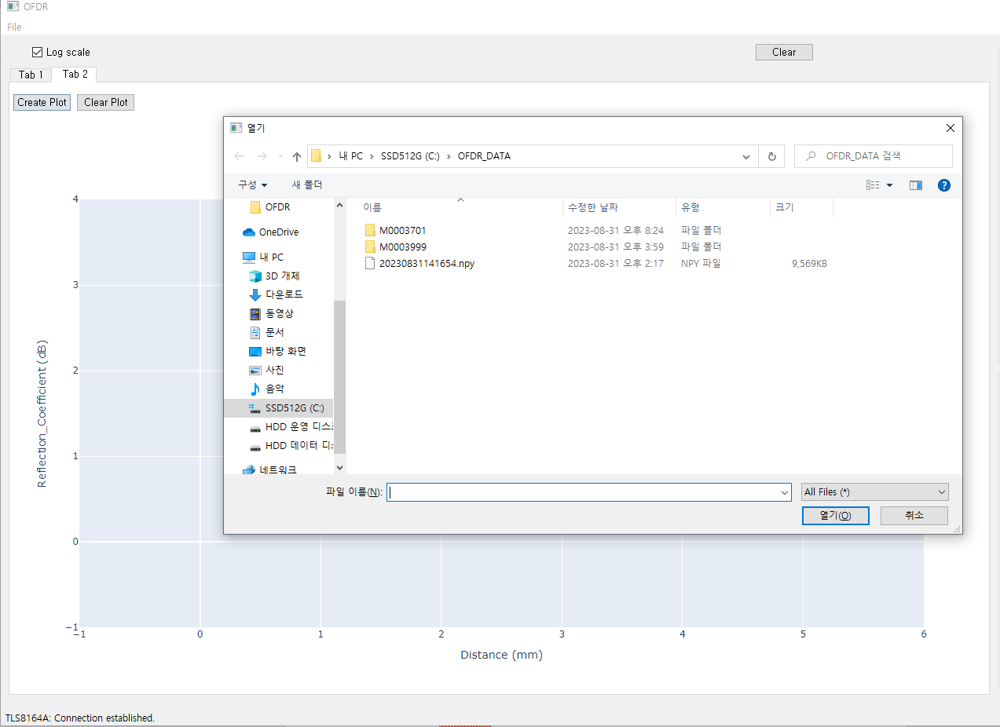 OFDR
File
Log scale
Clear
Tab 1
Tab 2
Create Plot
Clear Plot
열기
내 PC › SSD512G (C:) › OFDR_DATA
OFDR_DATA 검색
구성
새 폴더
OFDR
OneDrive
내 PC
3D 개체
다운로드
동영상
문서
바탕 화면
사진
음악
SSD512G (C:)
HDD 운영 디스
HDD 데이터 디
네트워크
이름 수정한 날짜 유형 크기
M0003701 2023-08-31 오후 8:24 파일 폴더
M0003999 2023-08-31 오후 3:59 파일 폴더
20230831141654.npy 2023-08-31 오후 2:17 NPY 파일 9,569KB
파일 이름(N):
All Files (*)
열기(O)
취소
Reflection_Coefficient (dB)
4
3
2
1
0
−1
−1 0 1 2 3 4 5 6
Distance (mm)
TLS8164A: Connection established.